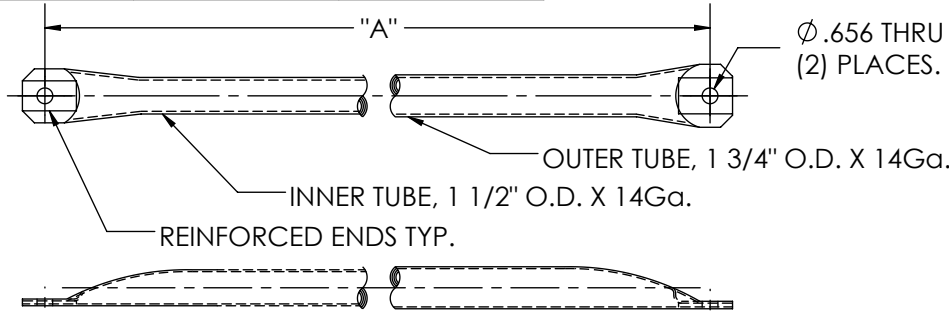 "A"
Ø .656 THRU
(2) PLACES.
OUTER TUBE, 1 3/4" O.D. X 14Ga.
INNER TUBE, 1 1/2" O.D. X 14Ga.
REINFORCED ENDS TYP.